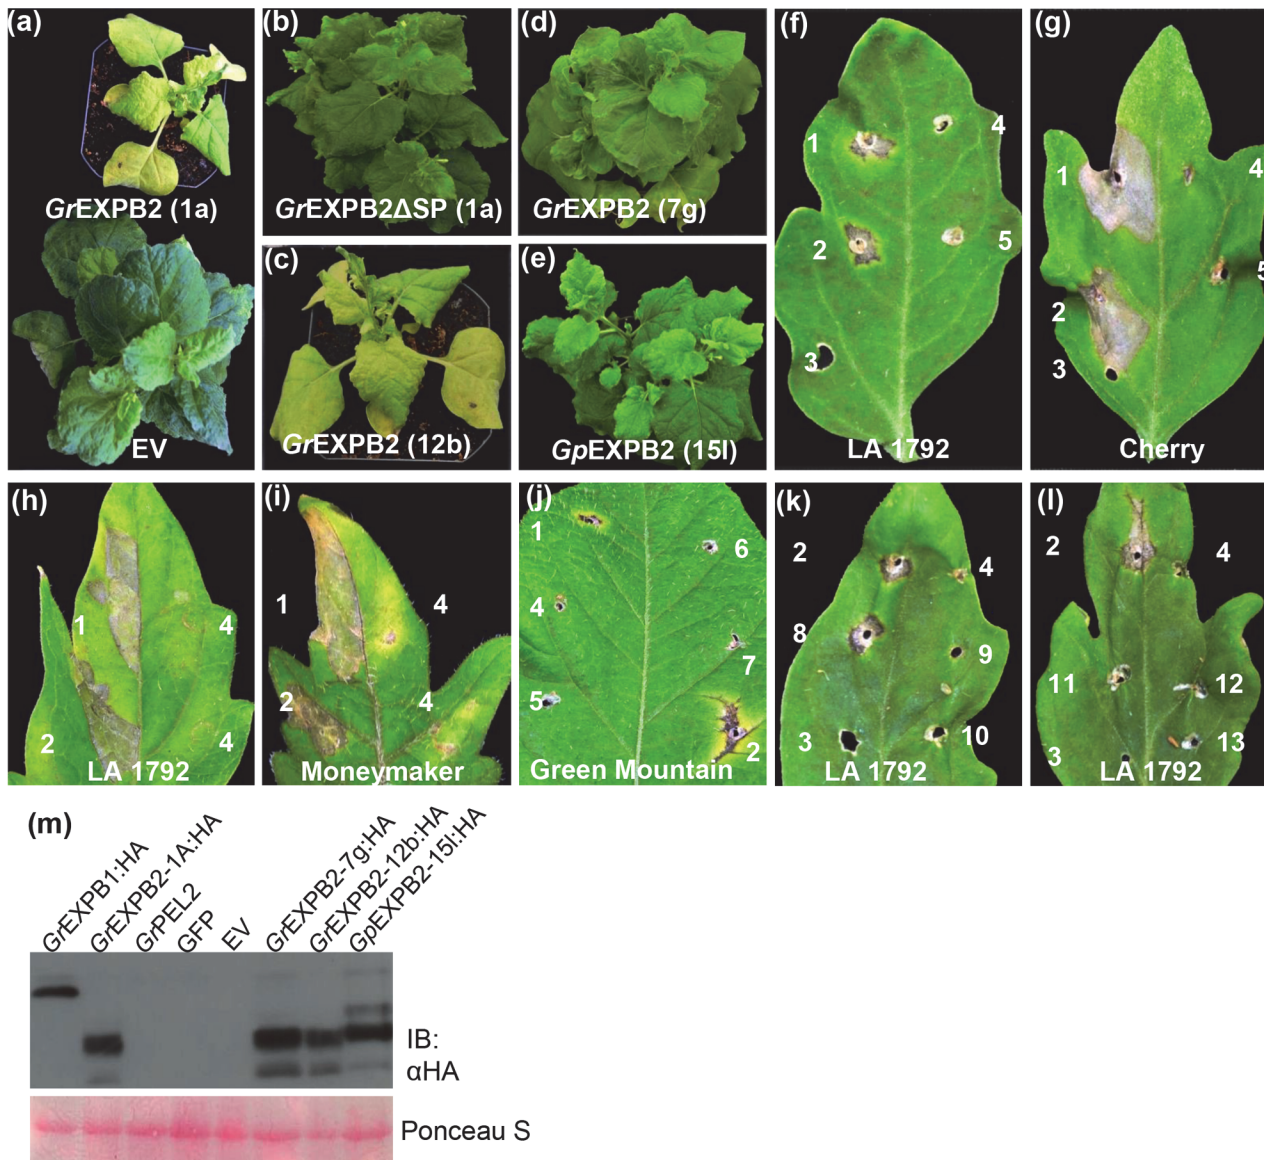 (a)
GrEXPB2 (1a)
EV
(b)
GrEXPB2ΔSP (1a)
(c)
GrEXPB2 (12b)
(d)
GrEXPB2 (7g)
(e)
GpEXPB2 (15l)
(f)
1
2
3
4
5
LA 1792
(g)
1
2
3
4
5
Cherry
(h)
1
2
4
4
LA 1792
(i)
1
2
4
4
Moneymaker
(j)
1
4
5
6
7
2
Green Mountain
(k)
2
8
3
4
9
10
LA 1792
(l)
2
11
3
4
12
13
LA 1792
(m)
GrEXPB1:HA
GrEXPB2-1A:HA
GrPEL2
GFP
EV
GrEXPB2-7g:HA
GrEXPB2-12b:HA
GpEXPB2-15l:HA
IB:
αHA
Ponceau S